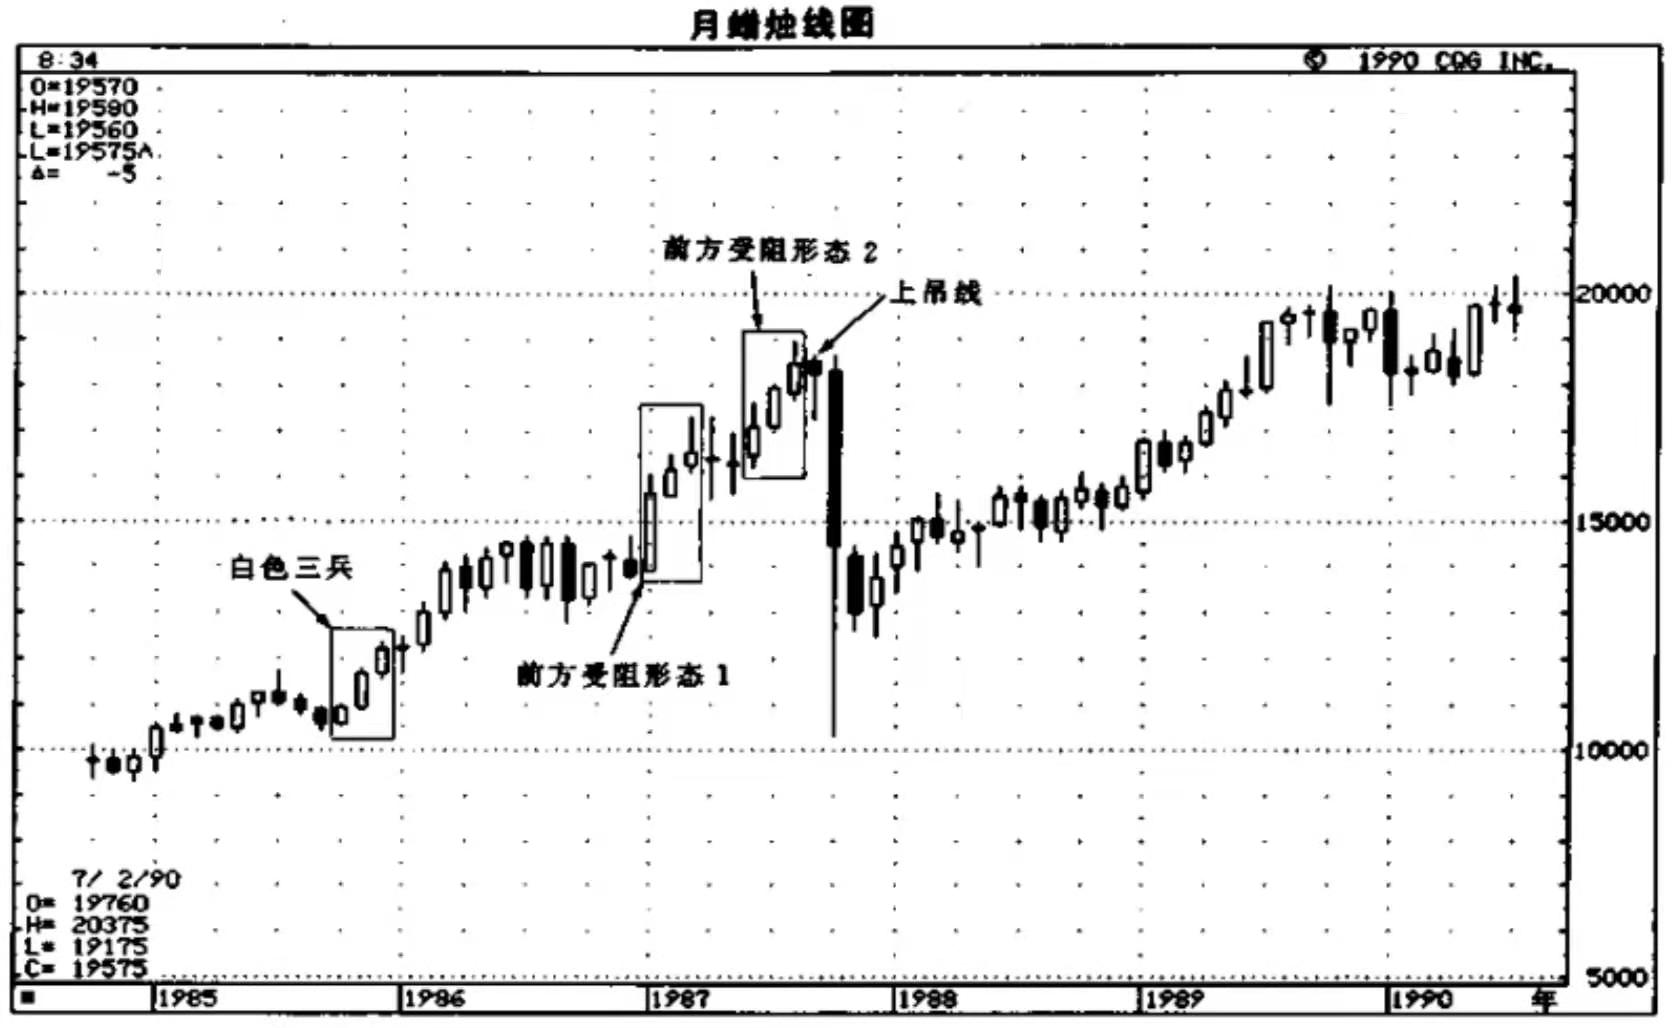 月蜡烛线图
8:34 © 1990 CQG INC.
O=19570
H=19580
L=19560
L=19575A
Δ= -5
前方受阻形态2
上吊线
20000
15000
白色三兵
前方受阻形态1
10000
7/ 2/90
O= 19760
H= 20375
L= 19175
C= 19575
5000
1985 1986 1987 1988 1989 1990 年